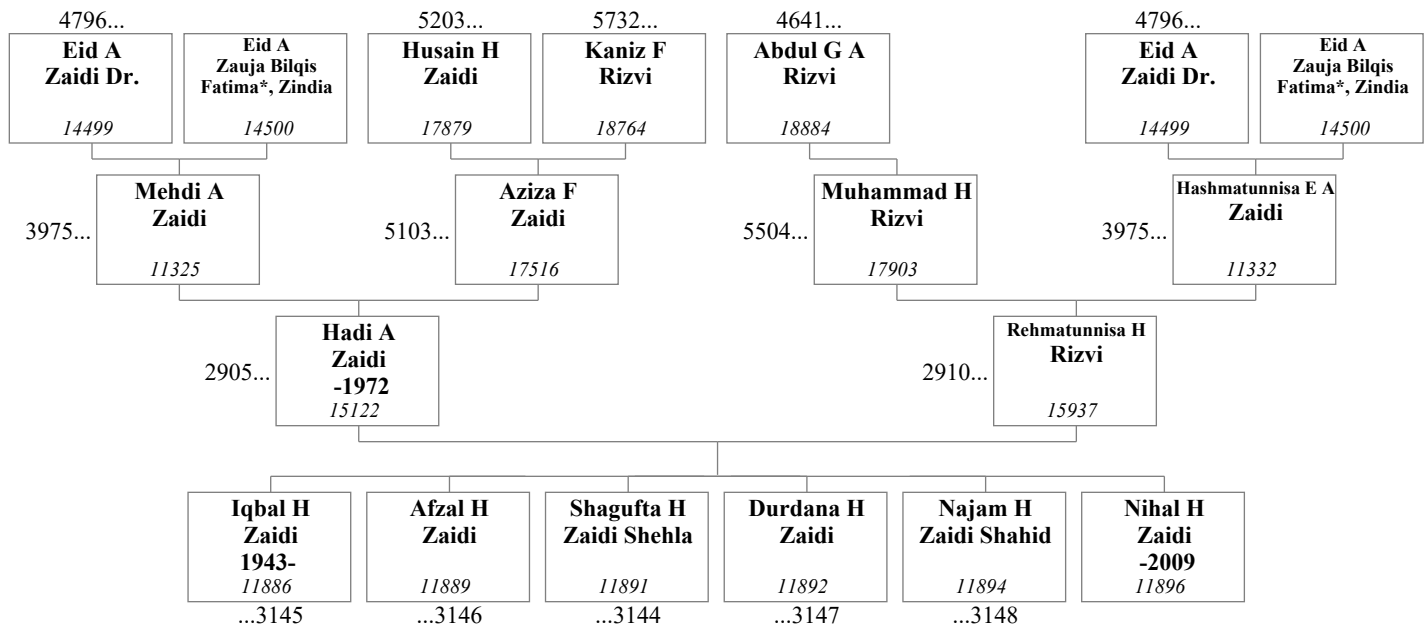 4796...
5203...
5732...
4641...
4796...
Eid A
Zaidi Dr.
14499
Eid A
Zauja Bilqis
Fatima*, Zindia
14500
Husain H
Zaidi
17879
Kaniz F
Rizvi
18764
Abdul G A
Rizvi
18884
Eid A
Zaidi Dr.
14499
Eid A
Zauja Bilqis
Fatima*, Zindia
14500
3975...
Mehdi A
Zaidi
11325
5103...
Aziza F
Zaidi
17516
5504...
Muhammad H
Rizvi
17903
3975...
Hashmatunnisa E A
Zaidi
11332
2905...
Hadi A
Zaidi
-1972
15122
2910...
Rehmatunnisa H
Rizvi
15937
Iqbal H
Zaidi
1943-
11886
...3145
Afzal H
Zaidi
11889
...3146
Shagufta H
Zaidi Shehla
11891
...3144
Durdana H
Zaidi
11892
...3147
Najam H
Zaidi Shahid
11894
...3148
Nihal H
Zaidi
-2009
11896